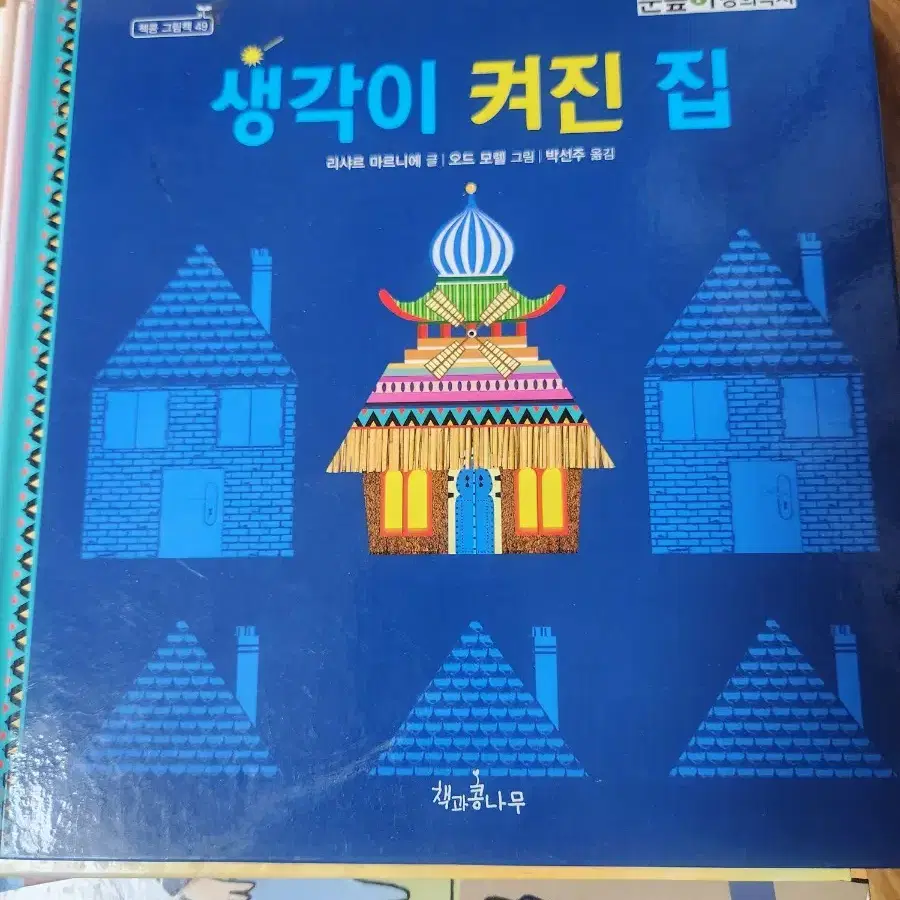 책콩 그림책 49
생각이 켜진 집
리샤르 마르니에 글 | 오드 모렐 그림 | 박선주 옮김
책과콩나무